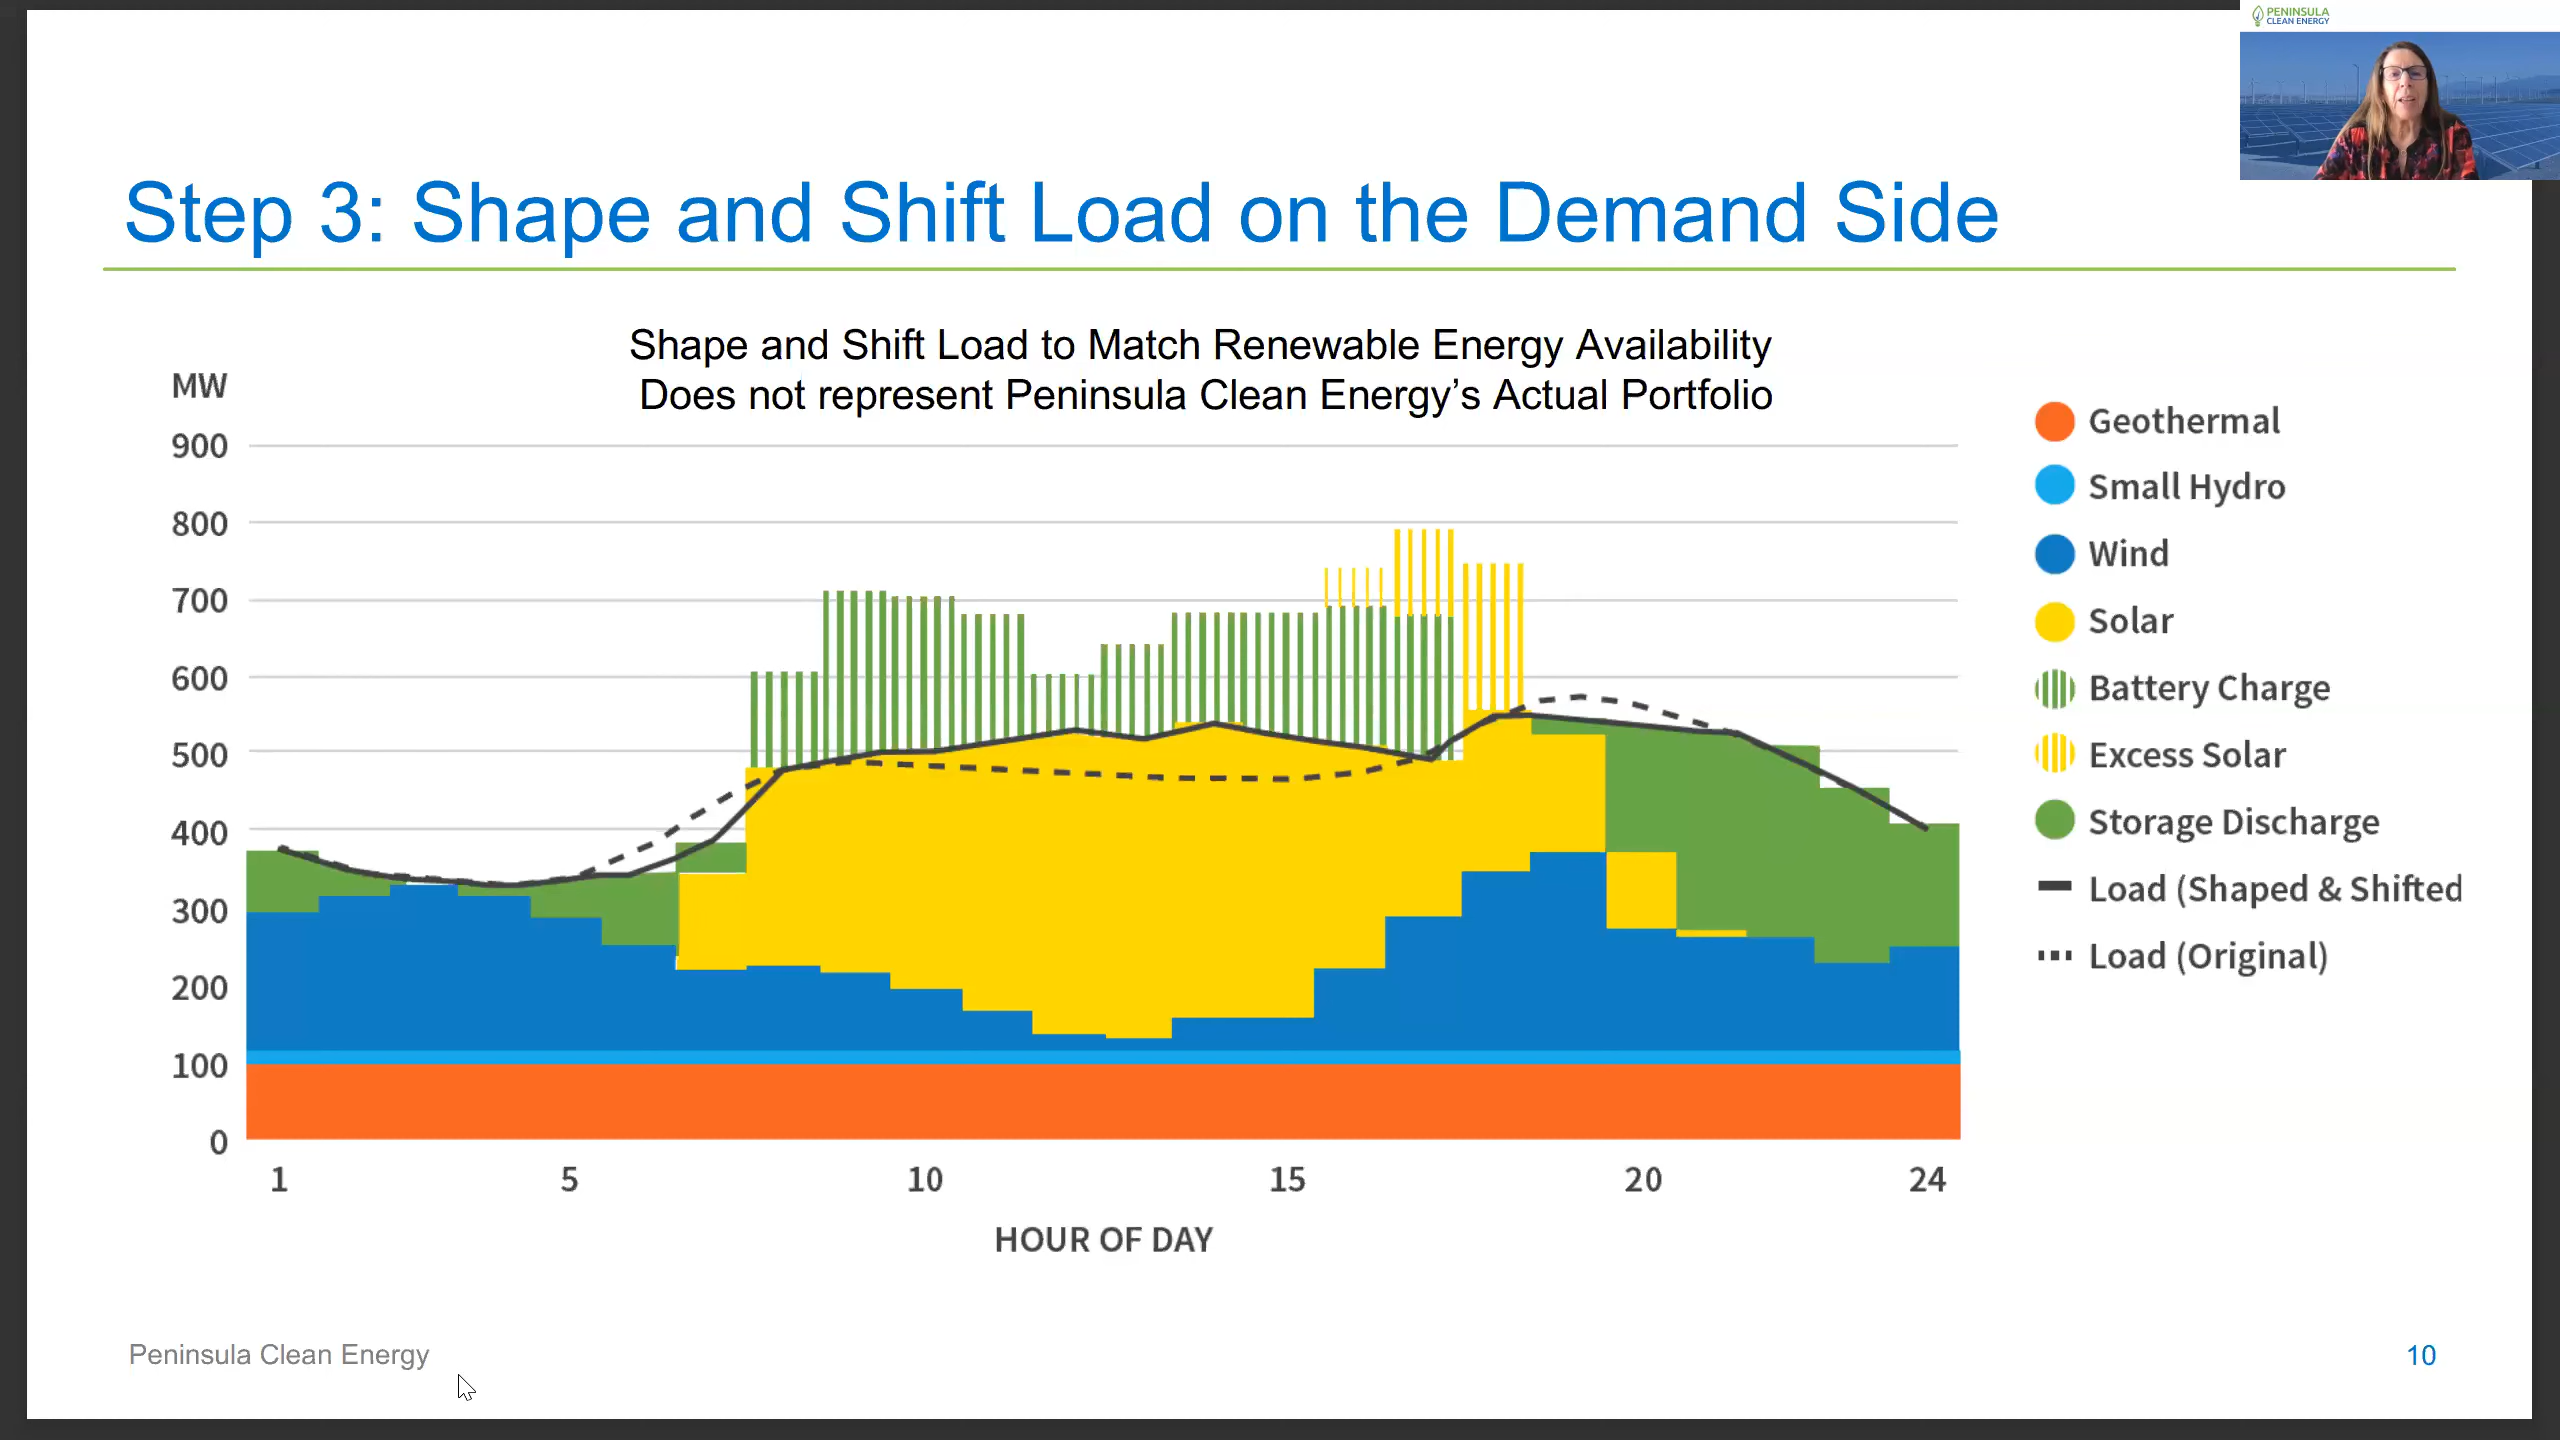 PENINSULA
CLEAN ENERGY
Step 3: Shape and Shift Load on the Demand Side
Shape and Shift Load to Match Renewable Energy Availability
Does not represent Peninsula Clean Energy’s Actual Portfolio
MW
900
800
700
600
500
400
300
200
100
0
1 5 10 15 20 24
HOUR OF DAY
Geothermal
Small Hydro
Wind
Solar
Battery Charge
Excess Solar
Storage Discharge
Load (Shaped & Shifted
Load (Original)
Peninsula Clean Energy
10